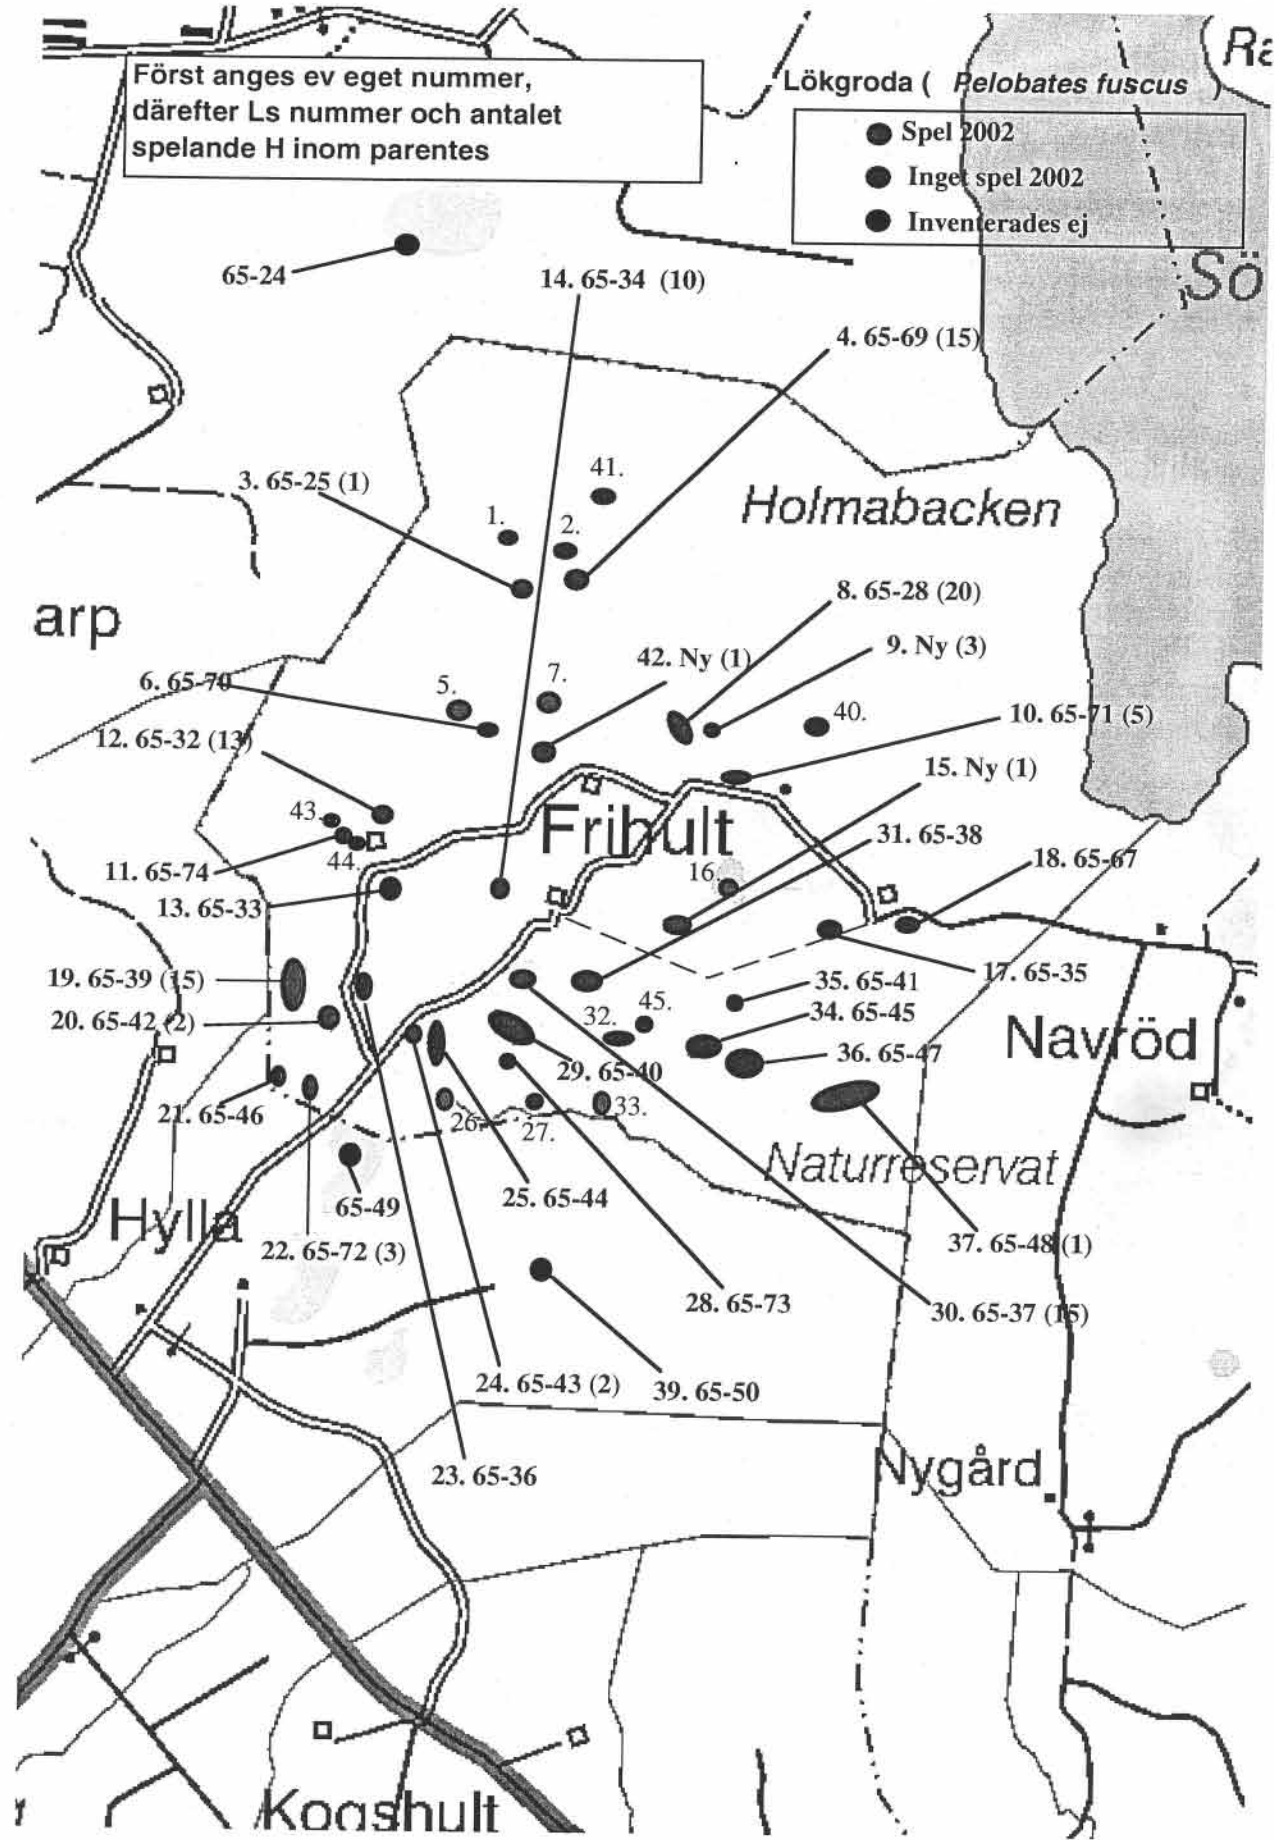 Först anges ev eget nummer,
därefter Ls nummer och antalet
spelande H inom parentes
Lökgroda ( Pelobates fuscus )
Spel 2002
Inget spel 2002
Inventerades ej
Sö
65-24
14. 65-34 (10)
4. 65-69 (15)
41.
3. 65-25 (1)
Holmabacken
1.
2.
8. 65-28 (20)
arp
9. Ny (3)
42. Ny (1)
7.
6. 65-70
5.
40.
10. 65-71 (5)
12. 65-32 (13)
15. Ny (1)
43.
Frihult
31. 65-38
44.
18. 65-67
11. 65-74
16.
13. 65-33
19. 65-39 (15)
17. 65-35
35. 65-41
45.
34. 65-45
20. 65-42 (2)
32.
Navröd
36. 65-47
29. 65-40
21. 65-46
26.
27.
33.
Naturreservat
25. 65-44
65-49
Hylla
22. 65-72 (3)
37. 65-48 (1)
28. 65-73
30. 65-37 (15)
24. 65-43 (2)
39. 65-50
23. 65-36
Nygård
Kogshult